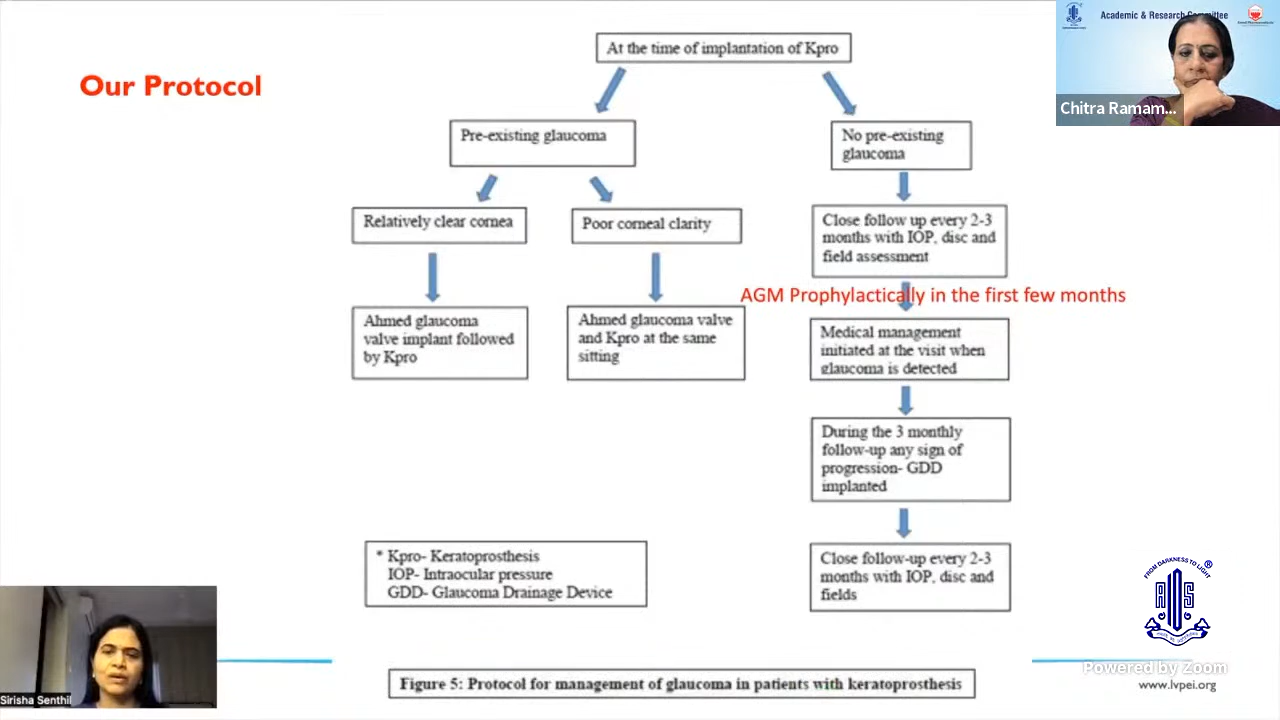 Our Protocol
At the time of implantation of Kpro
Pre-existing glaucoma
No pre-existing
glaucoma
Relatively clear cornea
Poor corneal clarity
Close follow up every 2-3
months with IOP, disc and
field assessment
AGM Prophylactically in the first few months
Ahmed glaucoma
valve implant followed
by Kpro
Ahmed glaucoma valve
and Kpro at the same
sitting
Medical management
initiated at the visit when
glaucoma is detected
During the 3 monthly
follow-up any sign of
progression- GDD
implanted
Close follow-up every 2-3
months with IOP, disc and
fields
* Kpro- Keratoprosthesis
IOP- Intraocular pressure
GDD- Glaucoma Drainage Device
Figure 5: Protocol for management of glaucoma in patients with keratoprosthesis
Academic & Research Committee
Chitra Ramam...
Sirisha Senthil
FROM DARKNESS TO LIGHT
®
AIOS
Powered by Zoom
www.lvpei.org